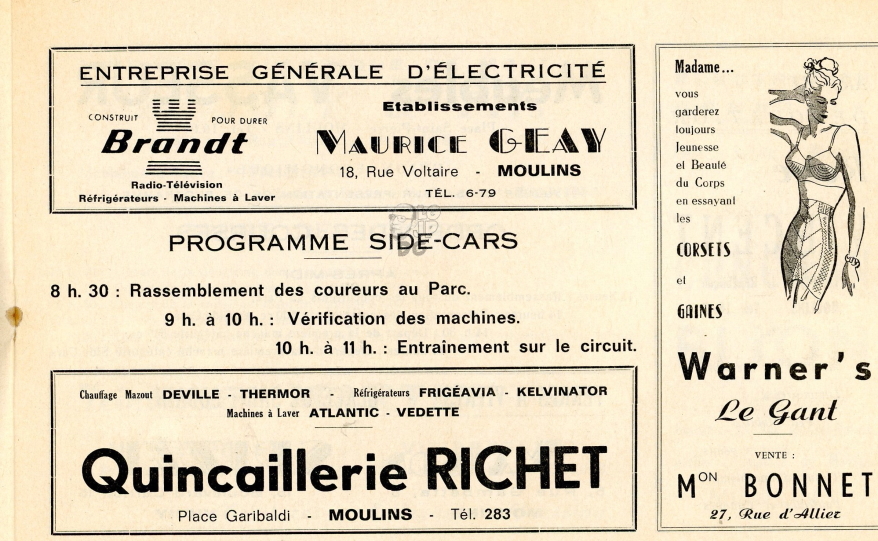 ENTREPRISE GÉNÉRALE D'ÉLECTRICITÉ
CONSTRUIT POUR DURER
Brandt
Radio-Télévision
Réfrigérateurs - Machines à Laver
Etablissements
MAURICE GEAY
18, Rue Voltaire - MOULINS
TÉL. 6-79
PROGRAMME SIDE-CARS
8 h. 30 : Rassemblement des coureurs au Parc.
9 h. à 10 h. : Vérification des machines.
10 h. à 11 h. : Entraînement sur le circuit.
Chauffage Mazout DEVILLE - THERMOR - Réfrigérateurs FRIGÉAVIA - KELVINATOR
Machines à Laver ATLANTIC - VEDETTE
Quincaillerie RICHET
Place Garibaldi - MOULINS - Tél. 283
Madame...
vous
garderez
toujours
Jeunesse
et Beauté
du Corps
en essayant
les
CORSETS
et
GAINES
Warner's
Le Gant
VENTE :
MON BONNET
27, Rue d'Allier